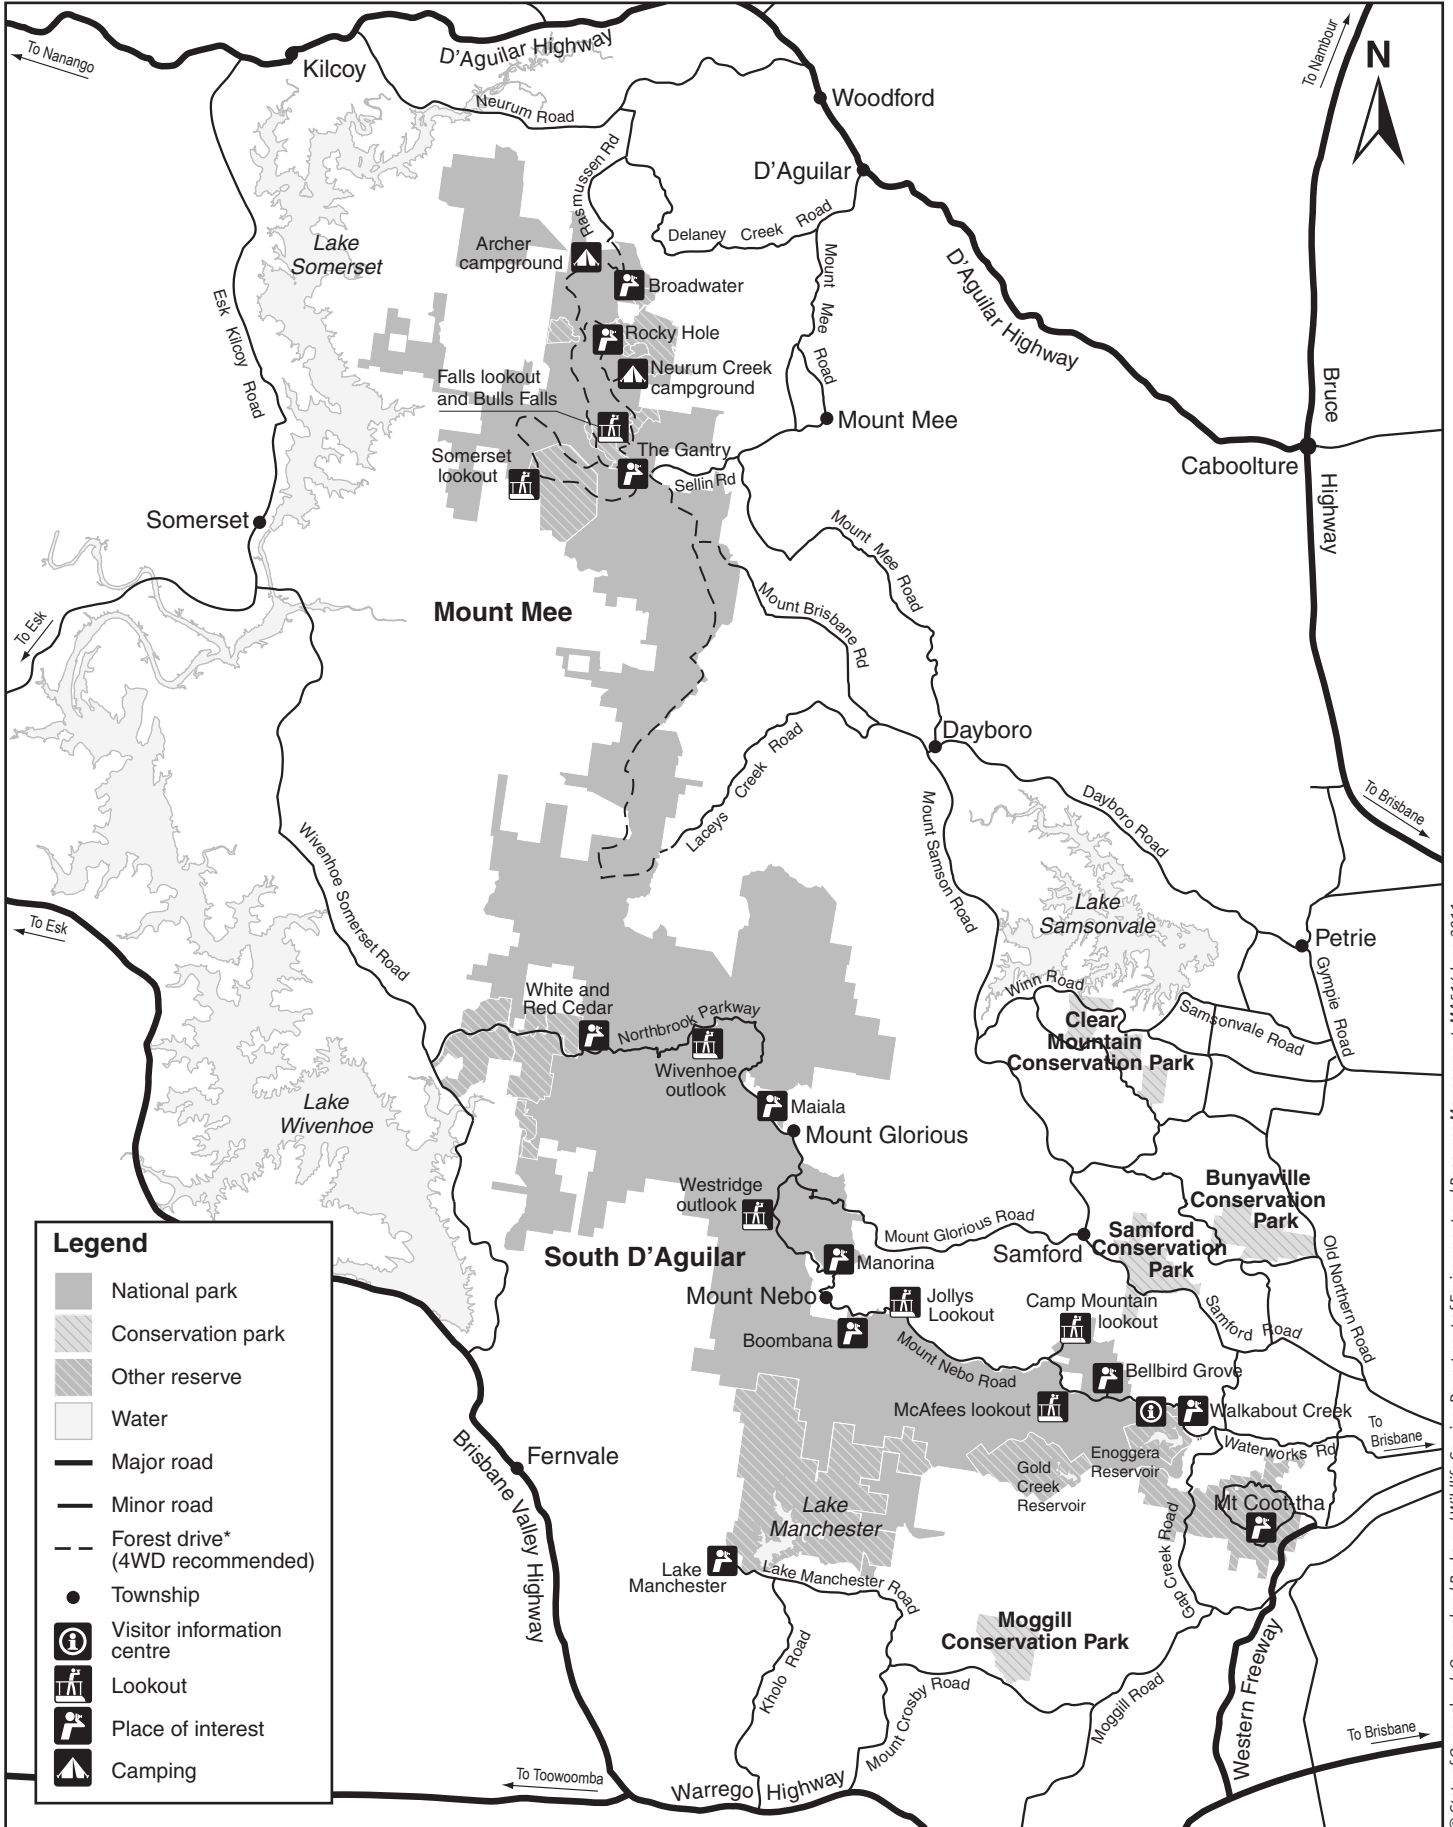 To Nanango
Kilcoy
D'Aguilar Highway
To Nambour
N
Neurum Road
Woodford
Rasmussen Rd
D'Aguilar
Delaney Creek Road
Lake
Somerset
Archer
campground
Broadwater
Mount Mee Road
D'Aguilar Highway
Esk Kilcoy Road
Rocky Hole
Neurum Creek
campground
Falls lookout
and Bulls Falls
Mount Mee
Bruce Highway
Caboolture
The Gantry
Somerset
lookout
Sellin Rd
Somerset
Mount Mee Road
Mount Mee
Mount Brisbane Rd
To Esk
Dayboro
Laceys Creek Road
Mount Samson Road
Dayboro Road
To Brisbane
Wivenhoe Somerset Road
Lake
Samsonvale
To Esk
Petrie
Gympie Road
White and
Red Cedar
Northbrook Parkway
Winn Road
Samsonvale Road
Clear
Mountain
Conservation Park
Wivenhoe
outlook
Lake
Wivenhoe
Maiala
Mount Glorious
Bunyaville
Conservation
Park
Westridge
outlook
Mount Glorious Road
Samford
Samford
Conservation
Park
South D'Aguilar
Manorina
Old Northern Road
Mount Nebo
Jollys
Lookout
Camp Mountain
lookout
Samford Road
Boombana
Mount Nebo Road
Bellbird Grove
McAfees lookout
Walkabout Creek
To
Brisbane
Waterworks Rd
Enoggera
Reservoir
Gold
Creek
Reservoir
Brisbane Valley Highway
Fernvale
Mt Coot-tha
Lake
Manchester
Gap Creek Road
Lake
Manchester
Lake Manchester Road
Moggill
Conservation Park
Kholo Road
Mount Crosby Road
Moggill Road
Western Freeway
To Brisbane
To Toowoomba
Warrego Highway
Legend
National park
Conservation park
Other reserve
Water
Major road
Minor road
Forest drive*
(4WD recommended)
Township
Visitor information
centre
Lookout
Place of interest
Camping